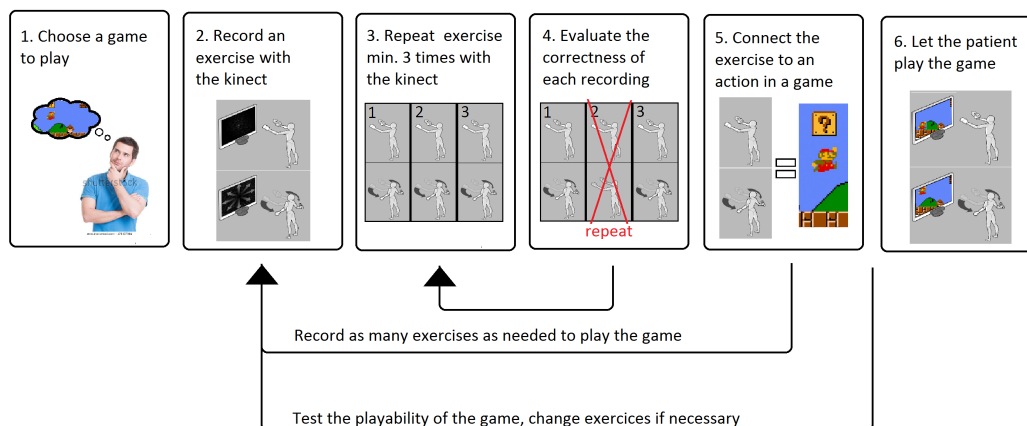 1. Choose a game
to play
2. Record an
exercise with
the kinect
3. Repeat exercise
min. 3 times with
the kinect
1 2 3
4. Evaluate the
correctness of
each recording
1 2 3
repeat
5. Connect the
exercise to an
action in a game
?
6. Let the patient
play the game
shutterstock
Record as many exercises as needed to play the game
Test the playability of the game, change exercices if necessary